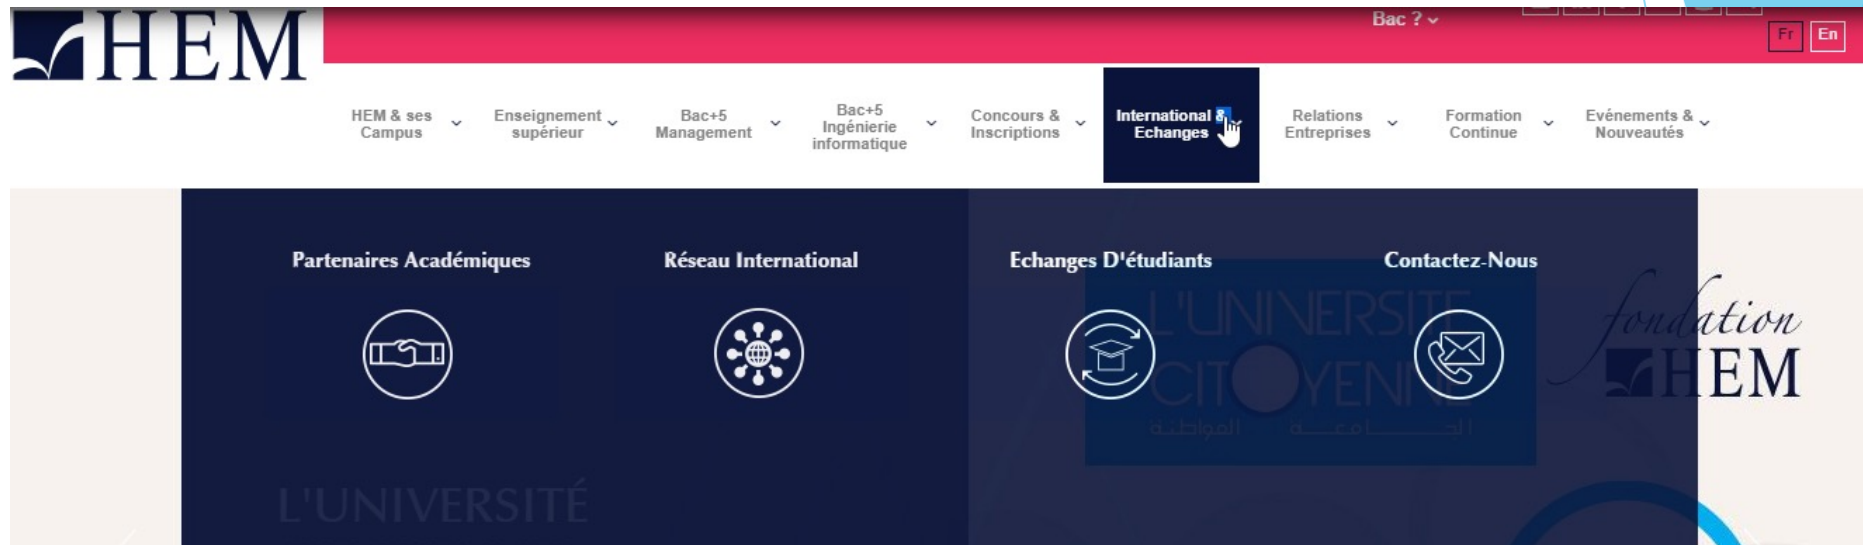 HEM
Bac ?
Fr En
HEM & ses
Campus
Enseignement
supérieur
Bac+5
Management
Bac+5
Ingénierie
informatique
Concours &
Inscriptions
International &
Echanges
Relations
Entreprises
Formation
Continue
Evénements &
Nouveautés
Partenaires Académiques
Réseau International
Echanges D'étudiants
Contactez-Nous
L'UNIVERSITÉ
CITOYENNE
fondation
HEM
L'UNIVERSITÉ